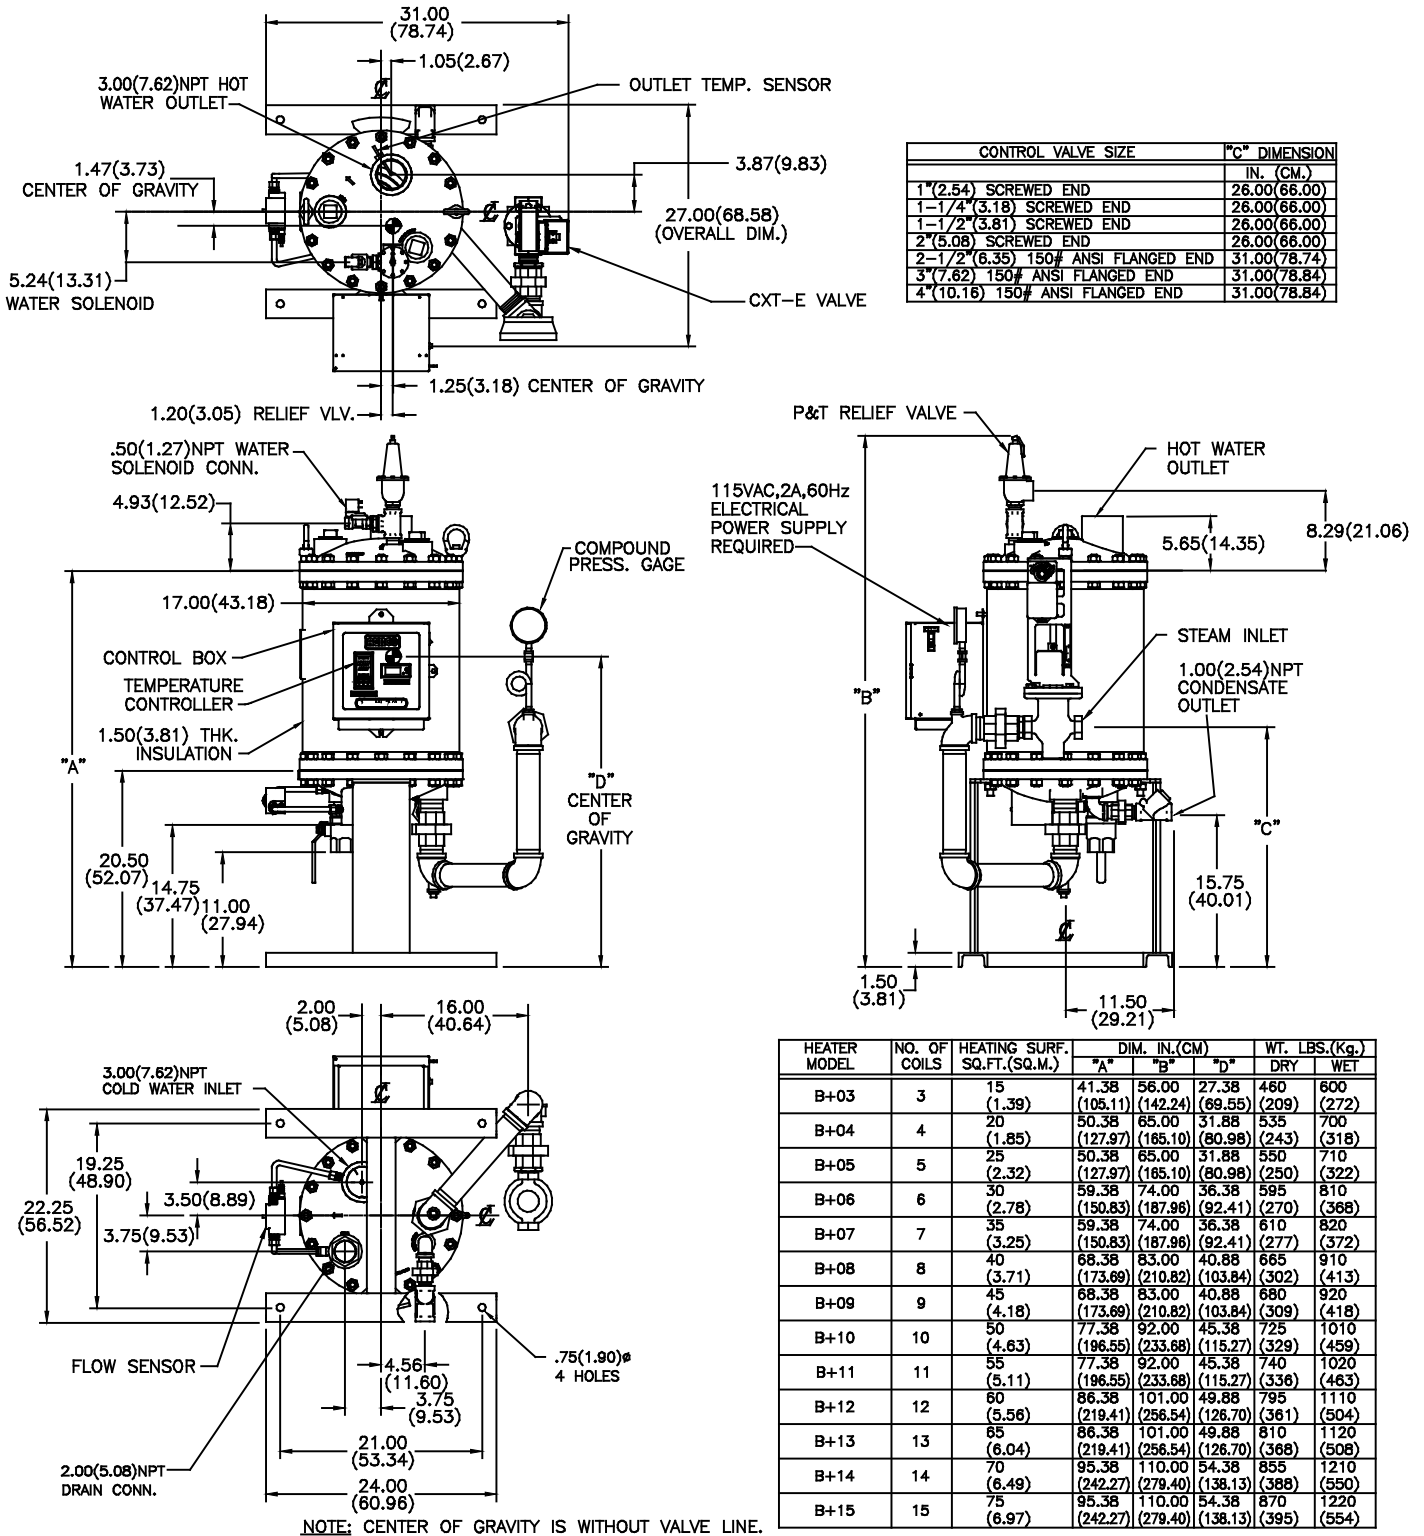 31.00
(78.74)
1.05(2.67)
3.00(7.62)NPT HOT
WATER OUTLET
OUTLET TEMP. SENSOR
1.47(3.73)
CENTER OF GRAVITY
3.87(9.83)
27.00(68.58)
(OVERALL DIM.)
5.24(13.31)
WATER SOLENOID
CXT-E VALVE
1.25(3.18) CENTER OF GRAVITY
1.20(3.05) RELIEF VLV.
CONTROL VALVE SIZE "C" DIMENSION
IN. (CM.)
1"(2.54) SCREWED END 26.00(66.00)
1-1/4"(3.18) SCREWED END 26.00(66.00)
1-1/2"(3.81) SCREWED END 26.00(66.00)
2"(5.08) SCREWED END 26.00(66.00)
2-1/2"(6.35) 150# ANSI FLANGED END 31.00(78.74)
3"(7.62) 150# ANSI FLANGED END 31.00(78.84)
4"(10.16) 150# ANSI FLANGED END 31.00(78.84)
.50(1.27)NPT WATER
SOLENOID CONN.
4.93(12.52)
17.00(43.18)
COMPOUND
PRESS. GAGE
CONTROL BOX
TEMPERATURE
CONTROLLER
1.50(3.81) THK.
INSULATION
"A"
"D"
CENTER
OF
GRAVITY
20.50
(52.07)
14.75
(37.47)
11.00
(27.94)
P&T RELIEF VALVE
HOT WATER
OUTLET
115VAC,2A,60Hz
ELECTRICAL
POWER SUPPLY
REQUIRED
8.29(21.06)
5.65(14.35)
STEAM INLET
1.00(2.54)NPT
CONDENSATE
OUTLET
"B"
"C"
15.75
(40.01)
1.50
(3.81)
11.50
(29.21)
2.00
(5.08)
16.00
(40.64)
3.00(7.62)NPT
COLD WATER INLET
19.25
(48.90)
22.25
(56.52)
3.50(8.89)
3.75(9.53)
FLOW SENSOR
4.56
(11.60)
3.75
(9.53)
.75(1.90)ø
4 HOLES
21.00
(53.34)
2.00(5.08)NPT
DRAIN CONN.
24.00
(60.96)
NOTE: CENTER OF GRAVITY IS WITHOUT VALVE LINE.
HEATER NO. OF HEATING SURF. DIM. IN.(CM) WT. LBS.(Kg.)
MODEL COILS SQ.FT.(SQ.M.) "A" "B" "D" DRY WET
B+03 3 15 (1.39) 41.38 (105.11) 56.00 (142.24) 27.38 (69.55) 460 (209) 600 (272)
B+04 4 20 (1.85) 50.38 (127.97) 65.00 (165.10) 31.88 (80.98) 535 (243) 700 (318)
B+05 5 25 (2.32) 50.38 (127.97) 65.00 (165.10) 31.88 (80.98) 550 (250) 710 (322)
B+06 6 30 (2.78) 59.38 (150.83) 74.00 (187.96) 36.38 (92.41) 595 (270) 810 (368)
B+07 7 35 (3.25) 59.38 (150.83) 74.00 (187.96) 36.38 (92.41) 610 (277) 820 (372)
B+08 8 40 (3.71) 68.38 (173.69) 83.00 (210.82) 40.88 (103.84) 665 (302) 910 (413)
B+09 9 45 (4.18) 68.38 (173.69) 83.00 (210.82) 40.88 (103.84) 680 (309) 920 (418)
B+10 10 50 (4.63) 77.38 (196.55) 92.00 (233.68) 45.38 (115.27) 725 (329) 1010 (459)
B+11 11 55 (5.11) 77.38 (196.55) 92.00 (233.68) 45.38 (115.27) 740 (336) 1020 (463)
B+12 12 60 (5.56) 86.38 (219.41) 101.00 (256.54) 49.88 (126.70) 795 (361) 1110 (504)
B+13 13 65 (6.04) 86.38 (219.41) 101.00 (256.54) 49.88 (126.70) 810 (368) 1120 (508)
B+14 14 70 (6.49) 95.38 (242.27) 110.00 (279.40) 54.38 (138.13) 855 (388) 1210 (550)
B+15 15 75 (6.97) 95.38 (242.27) 110.00 (279.40) 54.38 (138.13) 870 (395) 1220 (554)